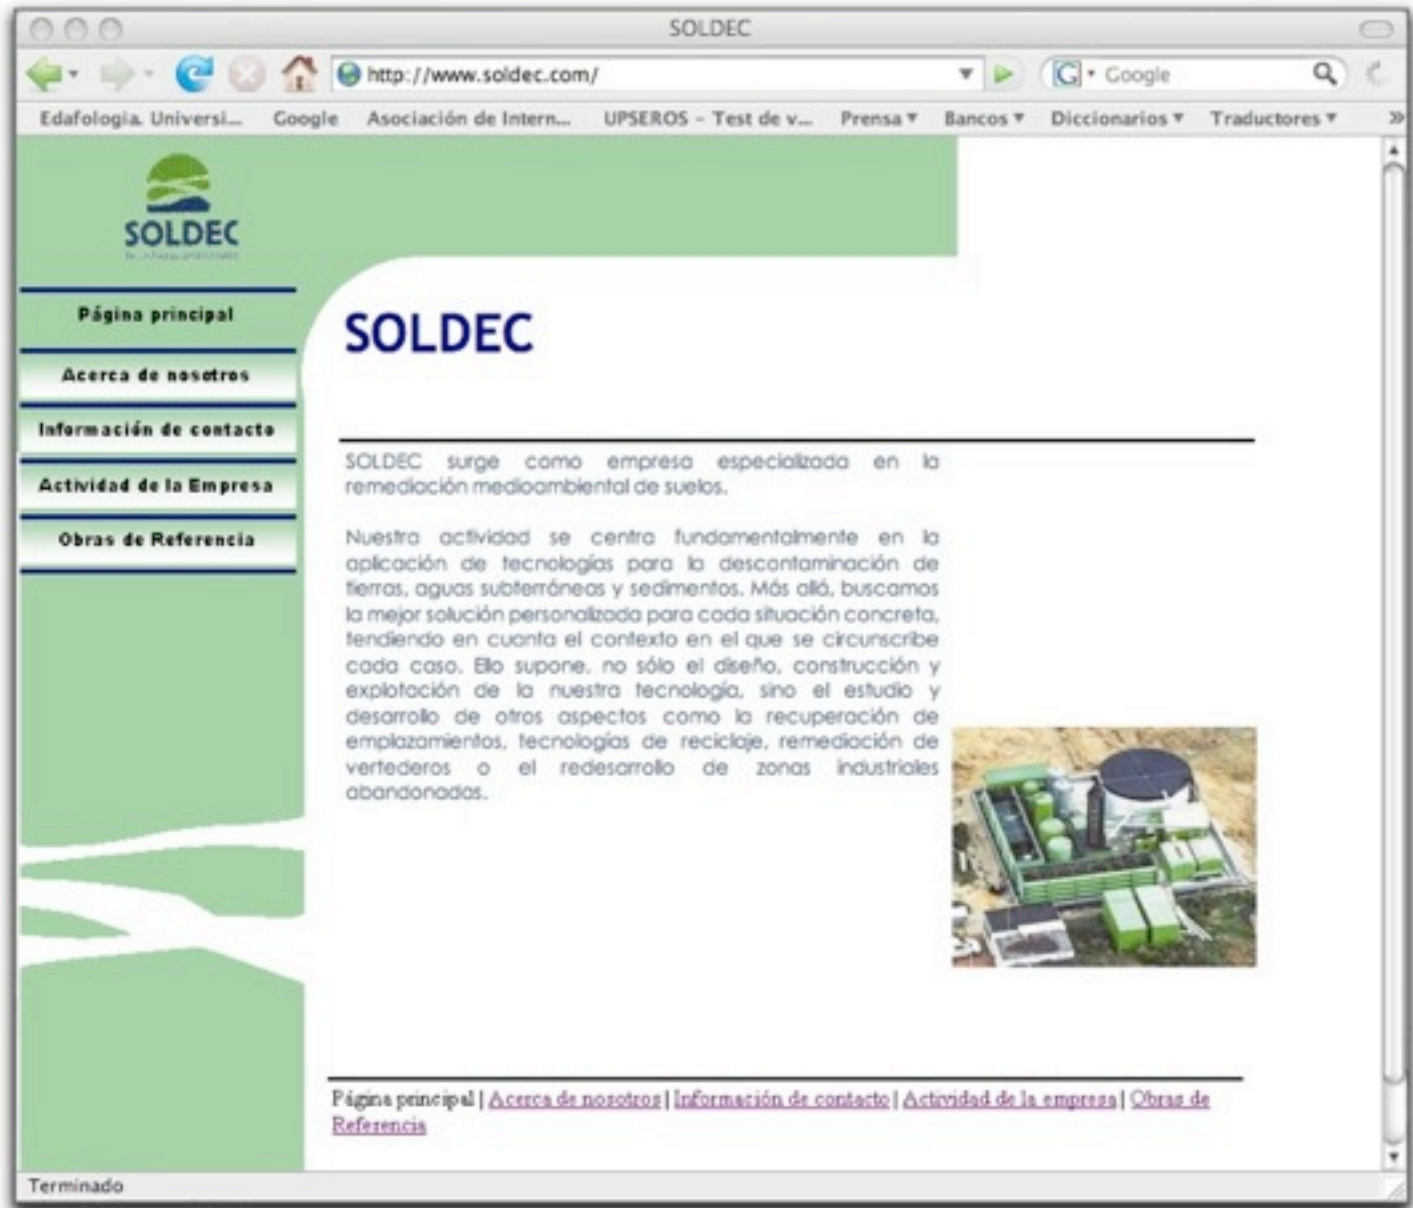 SOLDEC
http://www.soldec.com/
Google
Edafologia. Universi... Google Asociación de Intern... UPSEROS - Test de v... Prensa Bancos Diccionarios Traductores »
SOLDEC
Página principal
Acerca de nosotros
Información de contacto
Actividad de la Empresa
Obras de Referencia
SOLDEC
SOLDEC surge como empresa especializada en la
remediación medioambiental de suelos.
Nuestra actividad se centra fundamentalmente en la
aplicación de tecnologías para la descontaminación de
tierras, aguas subterráneas y sedimentos. Más allá, buscamos
la mejor solución personalizada para cada situación concreta,
tendiendo en cuanta el contexto en el que se circunscribe
cada caso. Ello supone, no sólo el diseño, construcción y
explotación de la nuestra tecnología, sino el estudio y
desarrollo de otros aspectos como la recuperación de
emplazamientos, tecnologías de reciclaje, remediación de
vertederos o el redesarrollo de zonas industriales
abandonadas.
Página principal | Acerca de nosotros | Información de contacto | Actividad de la empresa | Obras de
Referencia
Terminado